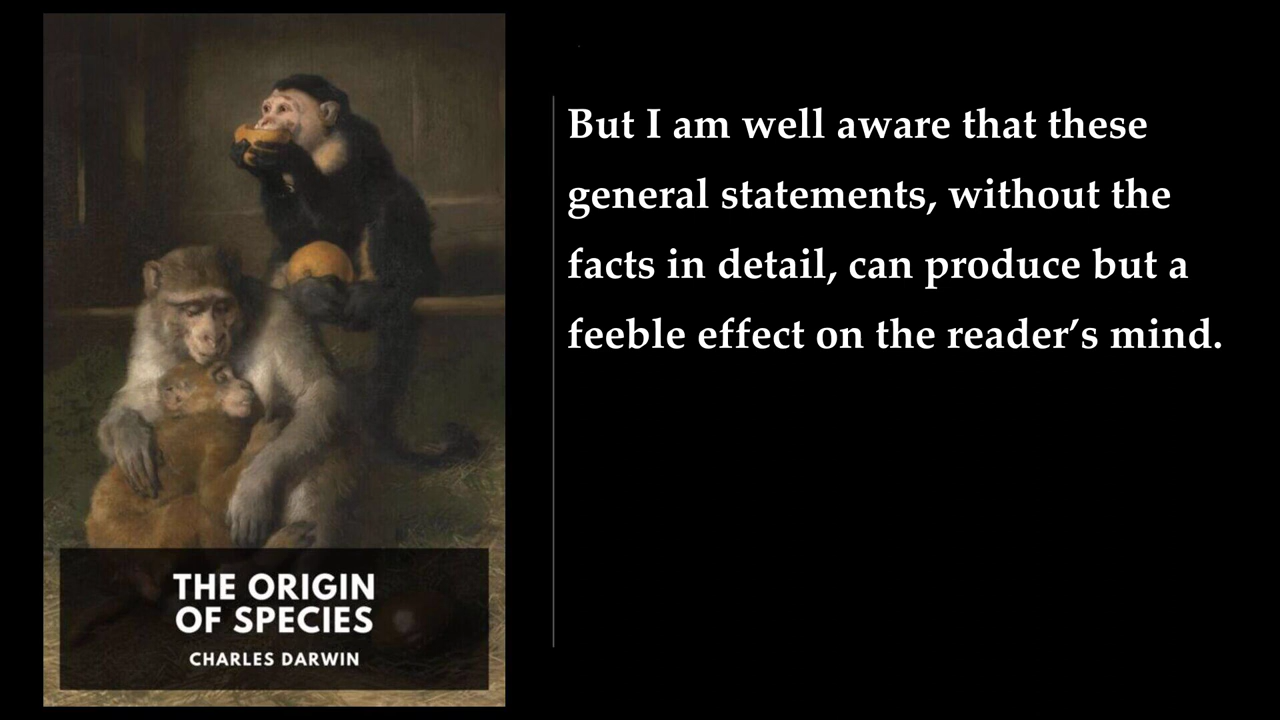 But I am well aware that these
general statements, without the
facts in detail, can produce but a
feeble effect on the reader’s mind.
THE ORIGIN
OF SPECIES
CHARLES DARWIN